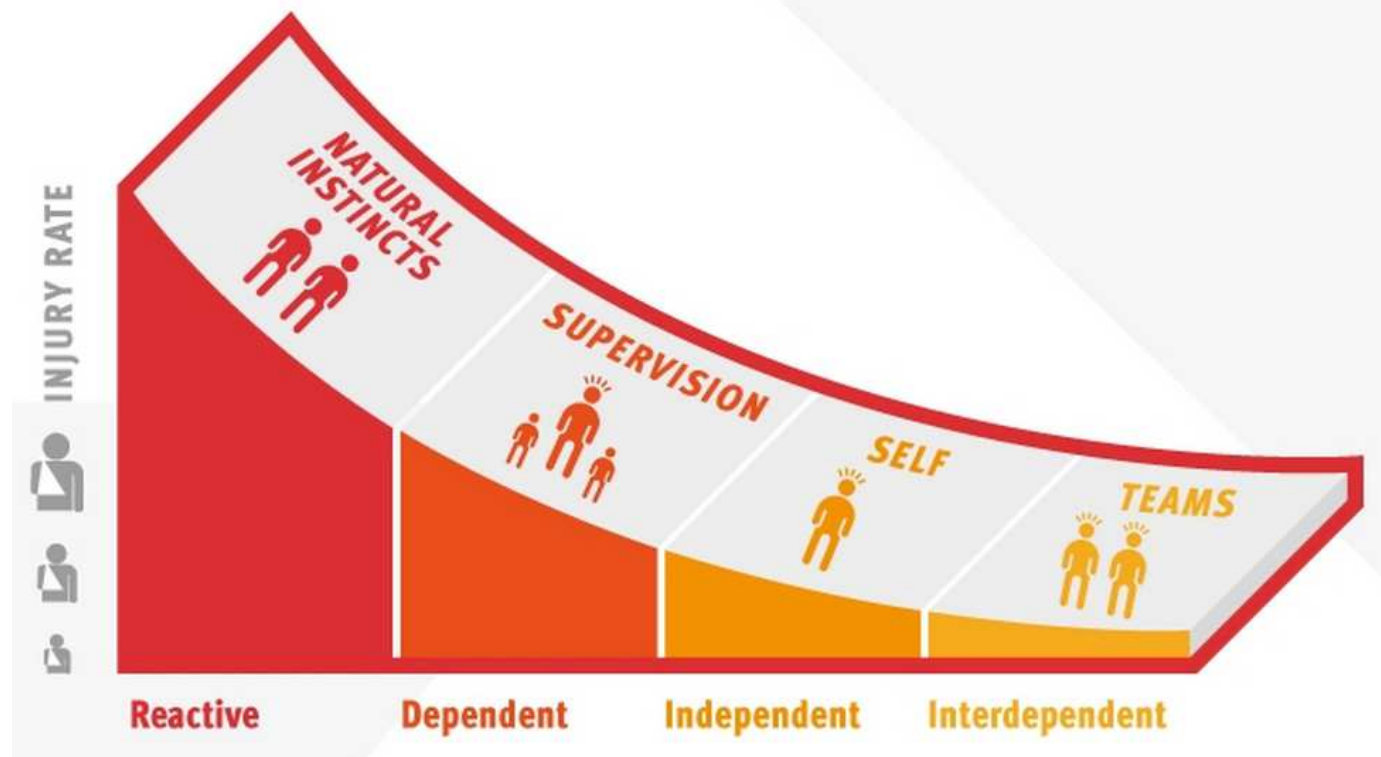 INJURY RATE
NATURAL
INSTINCTS
SUPERVISION
SELF
TEAMS
Reactive
Dependent
Independent
Interdependent